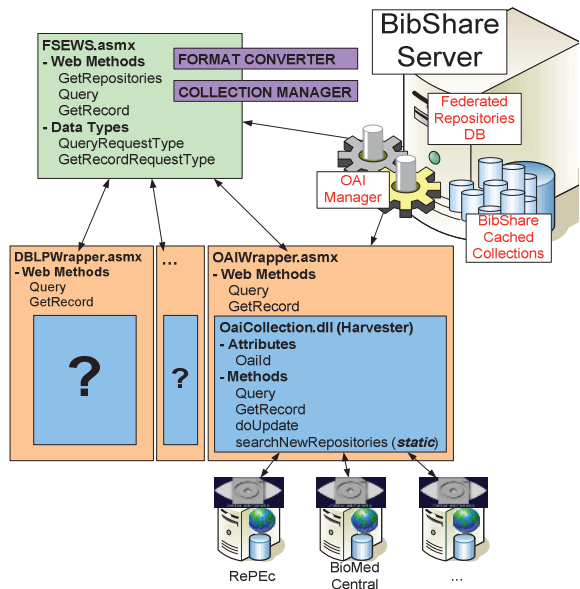 BibShare
Server
FSEWS.asmx
- Web Methods
GetRepositories
Query
GetRecord
- Data Types
QueryRequestType
GetRecordRequestType
FORMAT CONVERTER
COLLECTION MANAGER
Federated
Repositories
DB
OAI
Manager
BibShare
Cached
Collections
DBLPWrapper.asmx
- Web Methods
Query
GetRecord
?
...
?
OAIWrapper.asmx
- Web Methods
Query
GetRecord
OaiCollection.dll (Harvester)
- Attributes
OaiId
- Methods
Query
GetRecord
doUpdate
searchNewRepositories (static)
RePEc
BioMed
Central
...